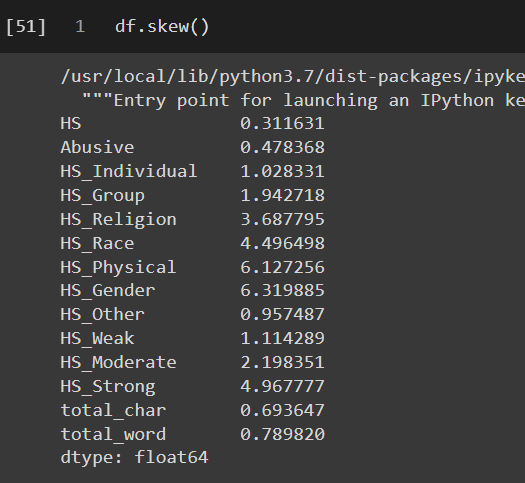 [51] 1 df.skew()
/usr/local/lib/python3.7/dist-packages/ipyke
"""Entry point for launching an IPython ke
HS 0.311631
Abusive 0.478368
HS_Individual 1.028331
HS_Group 1.942718
HS_Religion 3.687795
HS_Race 4.496498
HS_Physical 6.127256
HS_Gender 6.319885
HS_Other 0.957487
HS_Weak 1.114289
HS_Moderate 2.198351
HS_Strong 4.967777
total_char 0.693647
total_word 0.789820
dtype: float64